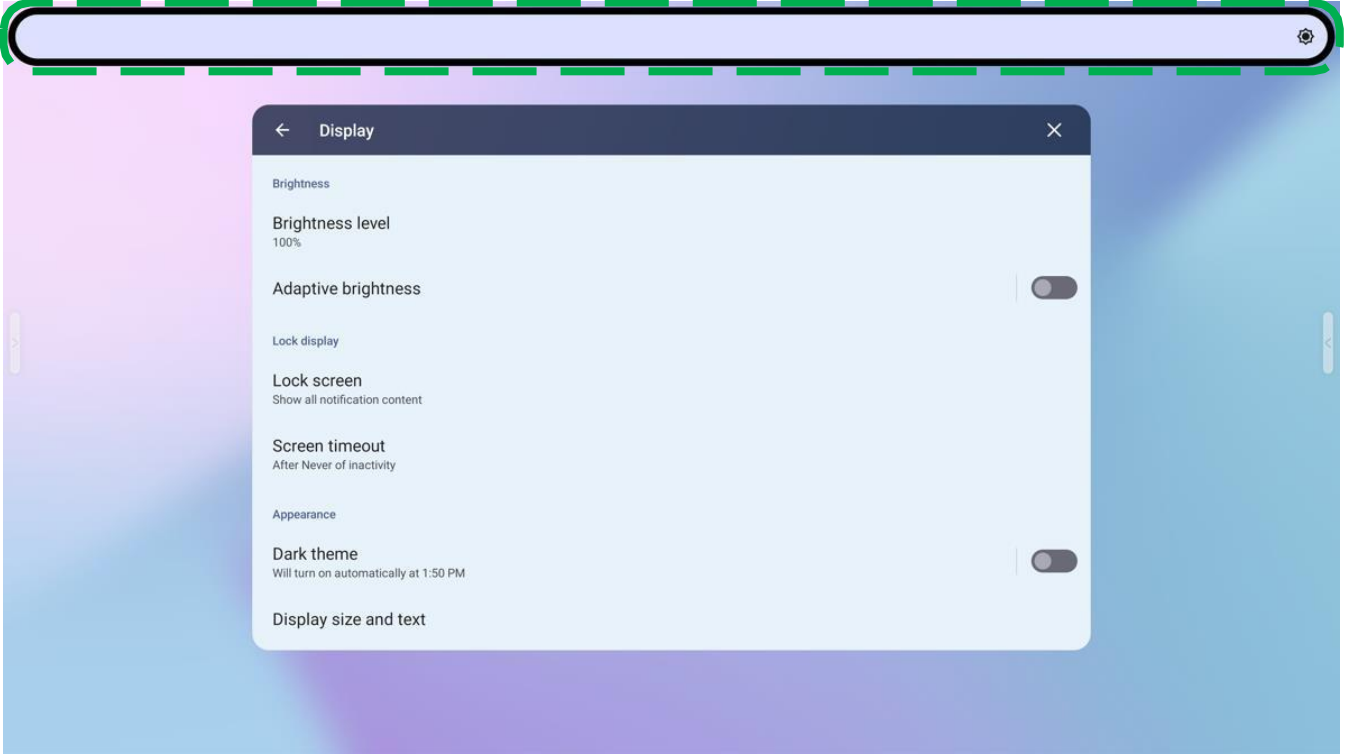 Display
Brightness
Brightness level
100%
Adaptive brightness
Lock display
Lock screen
Show all notification content
Screen timeout
After Never of inactivity
Appearance
Dark theme
Will turn on automatically at 1:50 PM
Display size and text